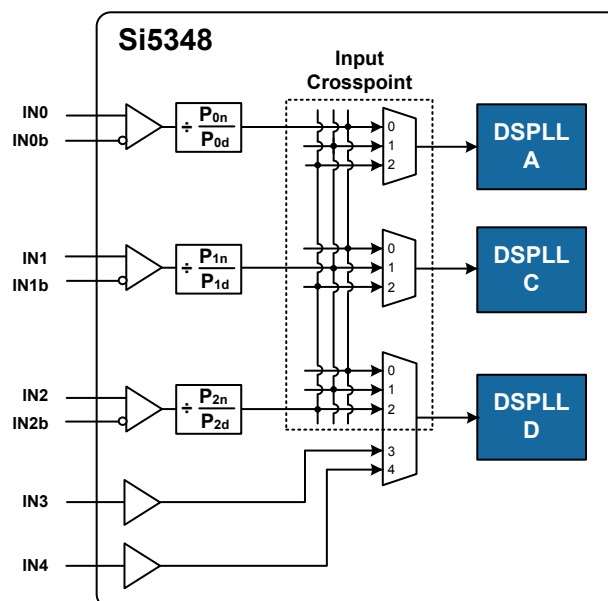 Si5348
Input
Crosspoint
IN0
IN0b
÷ P0n
P0d
0
1
2
DSPLL
A
IN1
IN1b
÷ P1n
P1d
0
1
2
DSPLL
C
IN2
IN2b
÷ P2n
P2d
0
1
2
3
4
DSPLL
D
IN3
IN4